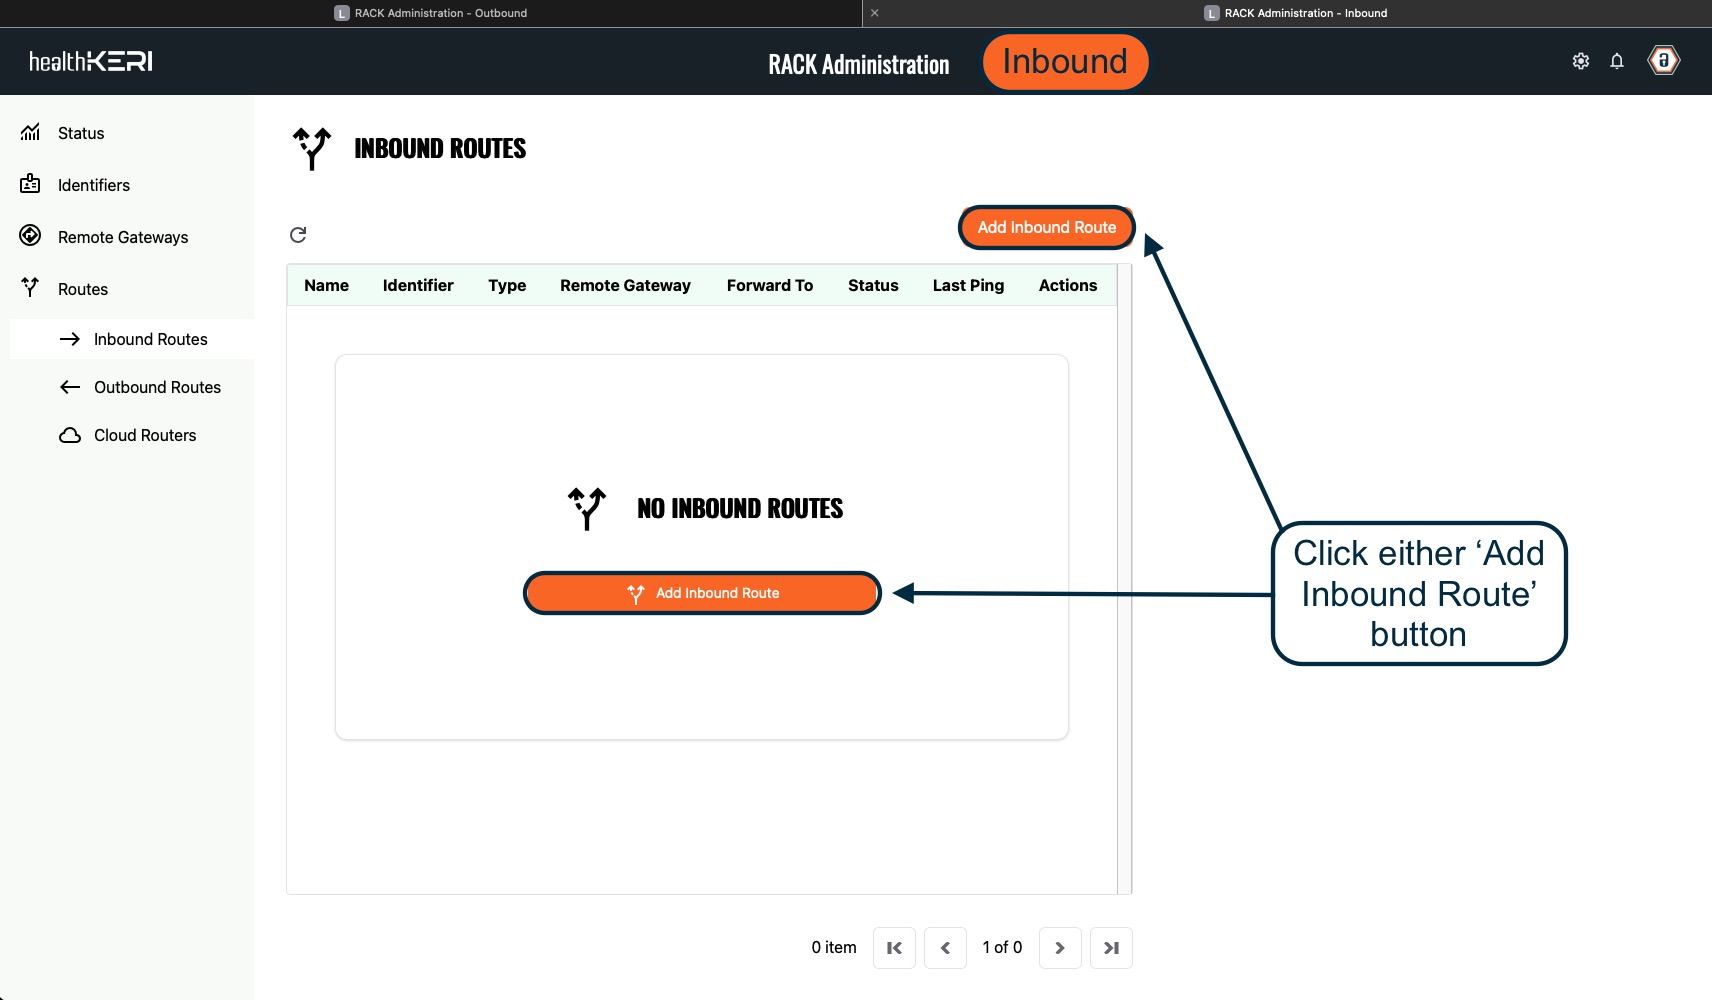 L RACK Administration - Outbound
L RACK Administration - Inbound
healthKERI
RACK Administration
Inbound
Status
Identifiers
Remote Gateways
Routes
Inbound Routes
Outbound Routes
Cloud Routers
INBOUND ROUTES
Add Inbound Route
Name Identifier Type Remote Gateway Forward To Status Last Ping Actions
NO INBOUND ROUTES
Add Inbound Route
Click either ‘Add
Inbound Route’
button
0 item
1 of 0